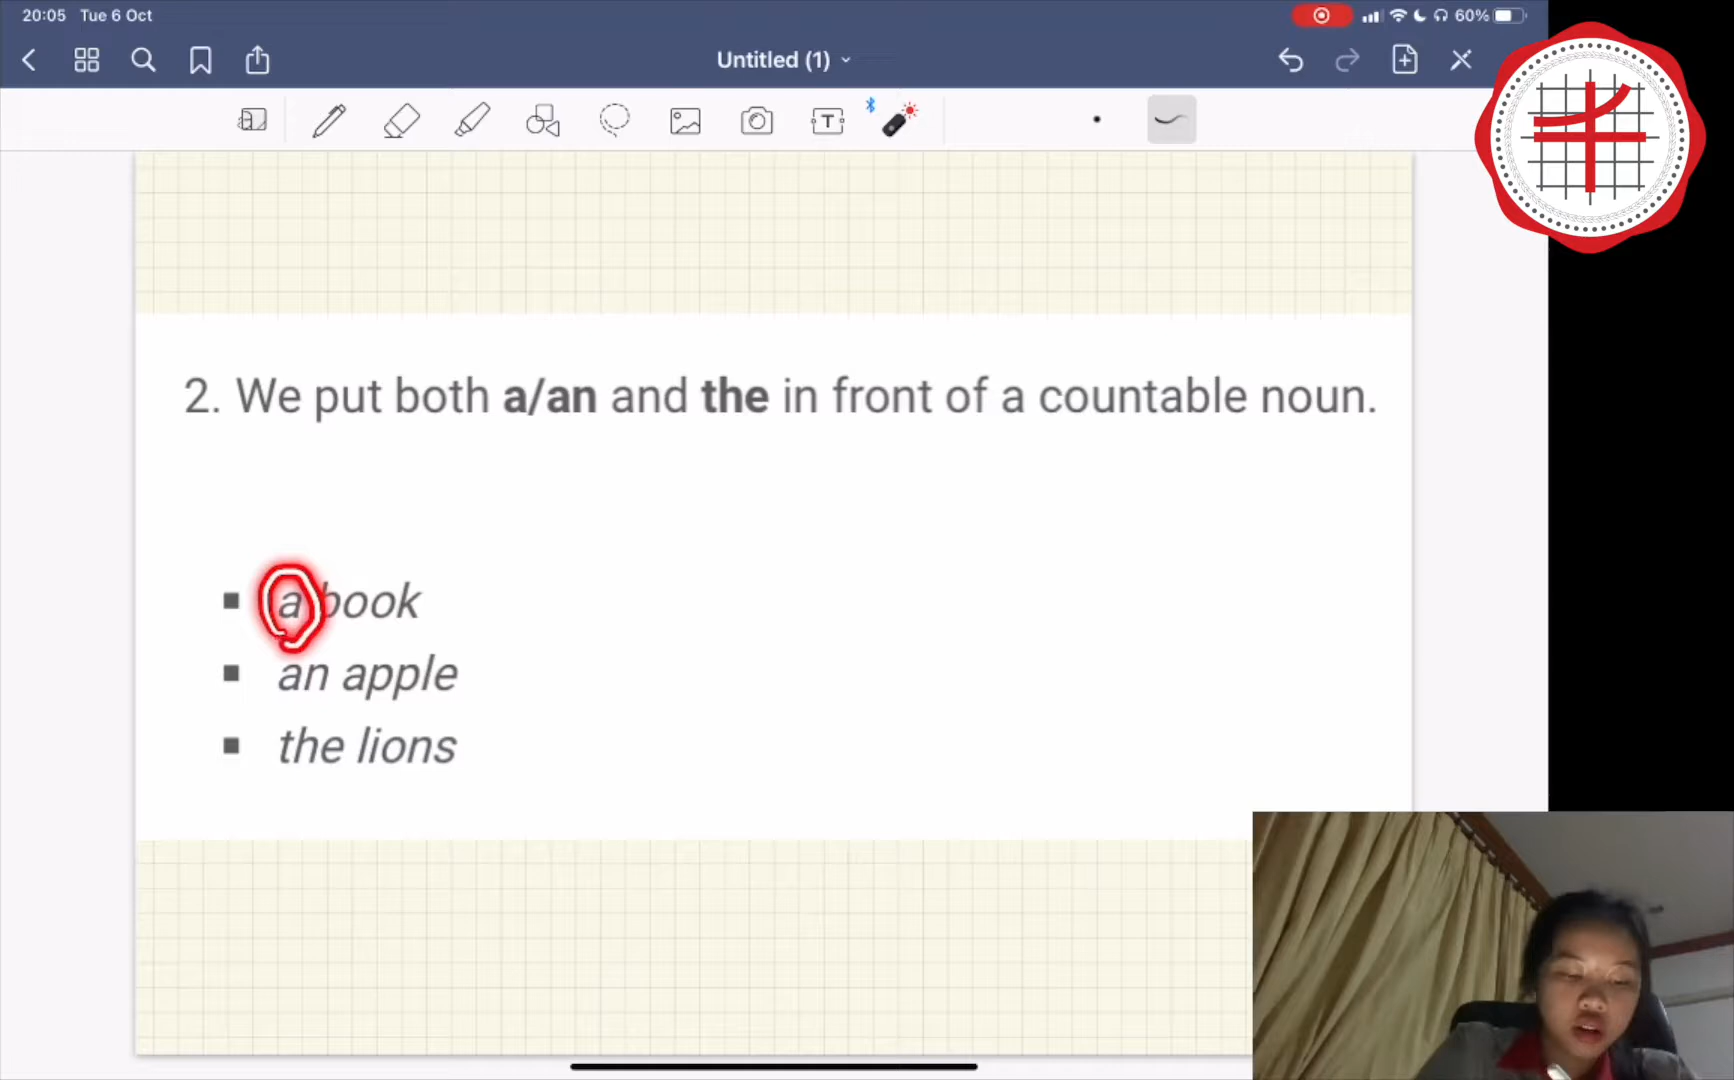 20:05 Tue 6 Oct 60%
Untitled (1)
T
2. We put both a/an and the in front of a countable noun.
▪ a book
▪ an apple
▪ the lions